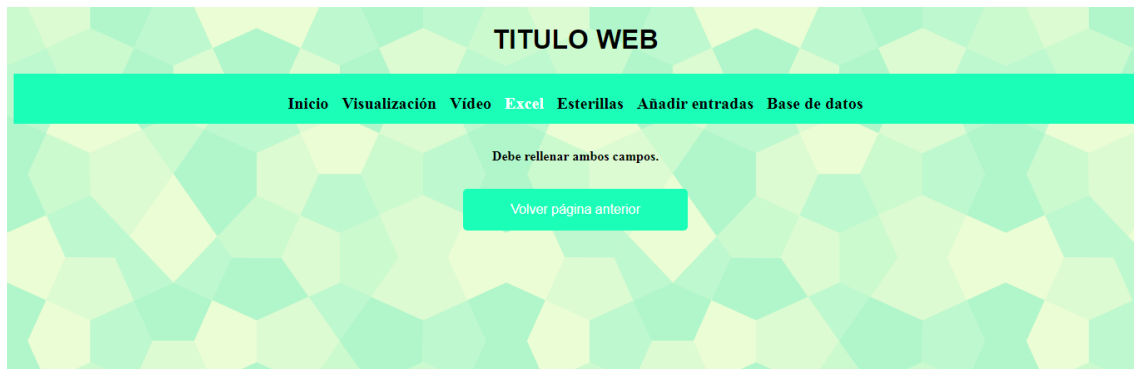 TITULO WEB
Inicio Visualización Vídeo Excel Esterillas Añadir entradas Base de datos
Debe rellenar ambos campos.
Volver página anterior